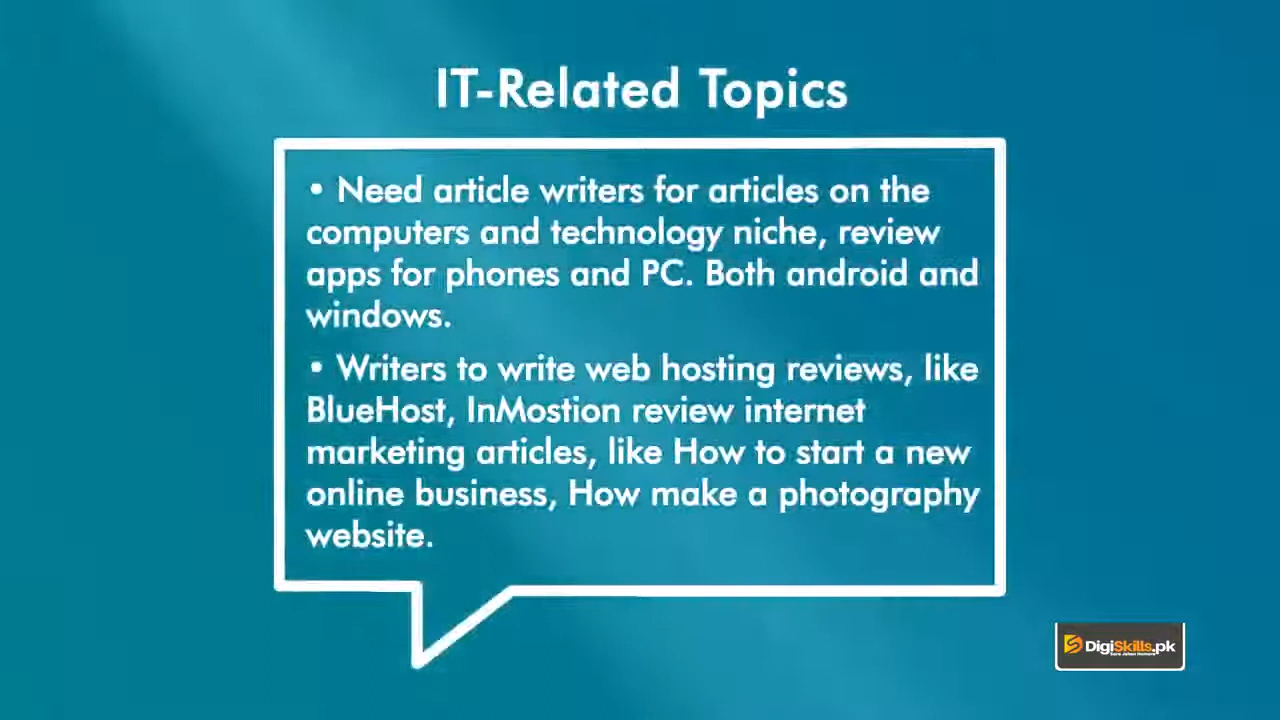 IT-Related Topics
• Need article writers for articles on the
computers and technology niche, review
apps for phones and PC. Both android and
windows.
• Writers to write web hosting reviews, like
BlueHost, InMostion review internet
marketing articles, like How to start a new
online business, How make a photography
website.
DigiSkills.pk